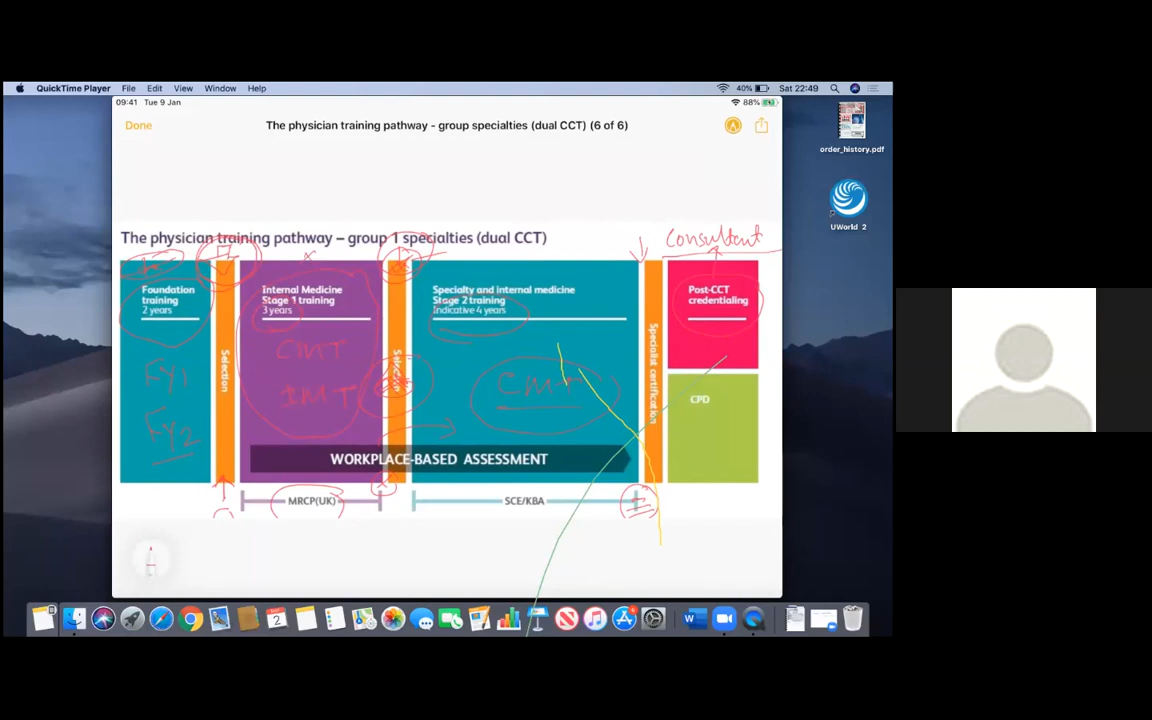 QuickTime Player File Edit View Window Help 40% Sat 22:49
09:41 Tue 9 Jan 88%
Done The physician training pathway - group specialties (dual CCT) (6 of 6)
order_history.pdf
UWorld 2
The physician training pathway – group 1 specialties (dual CCT)
Consultant
Foundation
training
2 years
Selection
Internal Medicine
Stage 1 training
3 years
Selection
Specialty and internal medicine
Stage 2 training
Indicative 4 years
Specialist certification
Post-CCT
credentialing
CPD
FY1
FY2
CMT
IMT
CMT
WORKPLACE-BASED ASSESSMENT
MRCP(UK)
SCE/KBA